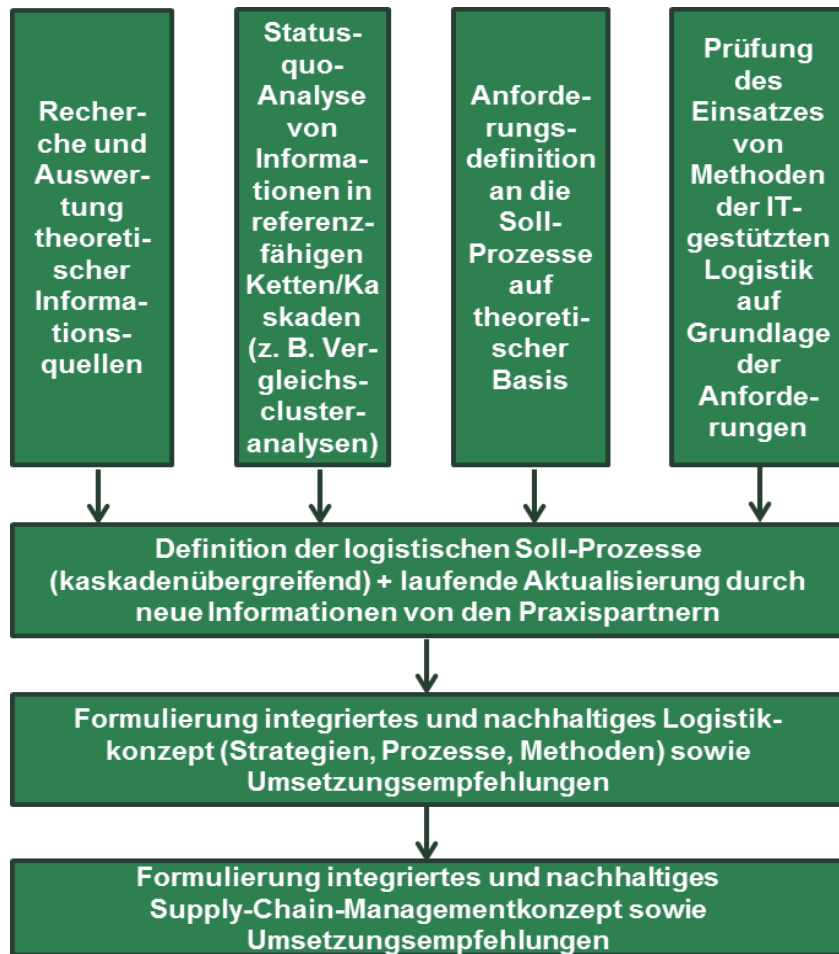 Recher-
che und
Auswer-
tung
theoreti-
scher
Informa-
tions-
quellen
Status-
quo-
Analyse
von
Informa-
tionen in
referenz-
fähigen
Ketten/Ka
skaden
(z. B. Ver-
gleichs-
cluster-
analysen)
Anforde-
rungs-
definition
an die
Soll-
Prozesse
auf
theoreti-
scher
Basis
Prüfung
des
Einsatzes
von
Methoden
der IT-
gestützten
Logistik
auf
Grundlage
der
Anforde-
rungen
Definition der logistischen Soll-Prozesse
(kaskadenübergreifend) + laufende Aktualisierung durch
neue Informationen von den Praxispartnern
Formulierung integriertes und nachhaltiges Logistik-
konzept (Strategien, Prozesse, Methoden) sowie
Umsetzungsempfehlungen
Formulierung integriertes und nachhaltiges
Supply-Chain-Managementkonzept sowie
Umsetzungsempfehlungen